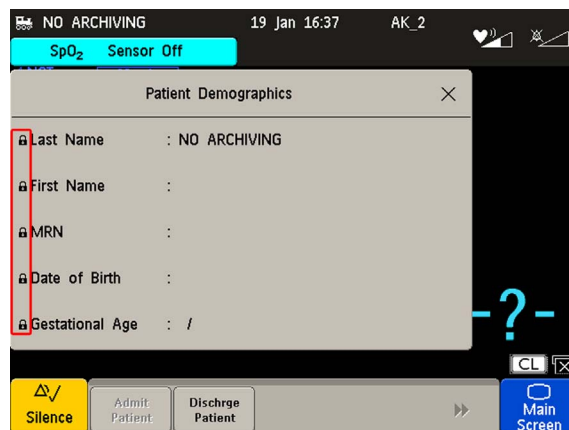 NO ARCHIVING 19 Jan 16:37 AK_2
SpO2 Sensor Off
Patient Demographics
Last Name : NO ARCHIVING
First Name :
MRN :
Date of Birth :
Gestational Age : /
-?-
CL
Silence
Admit Patient
Dischrge Patient
Main Screen